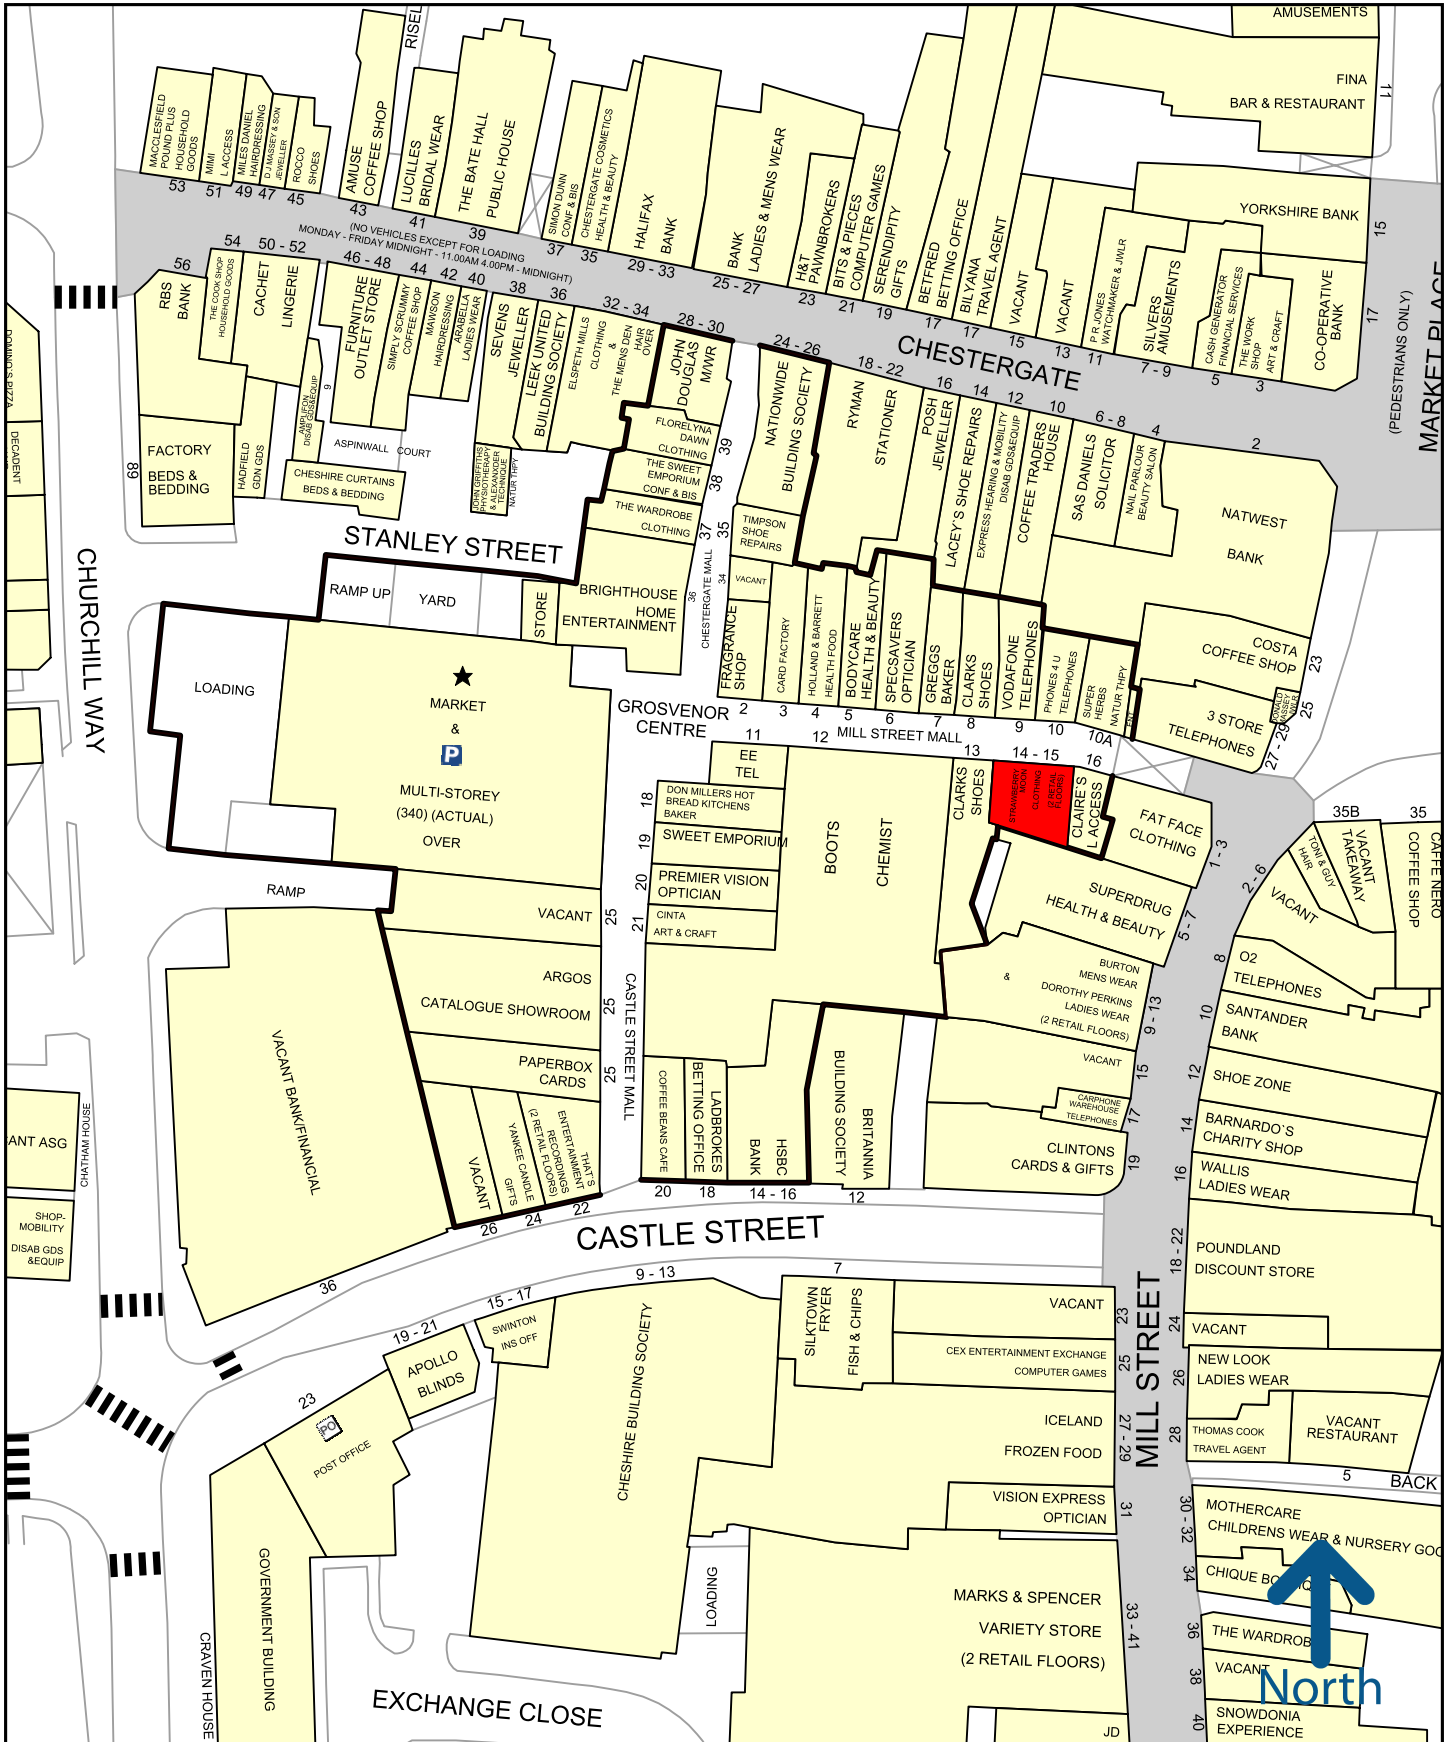 AMUSEMENTS
FINA
BAR & RESTAURANT
11
RISEL
MACCLESFIELD
POUND PLUS
HOUSEHOLD
GOODS
53
MIMI
L ACCESS
51
MILES DANIEL
HAIRDRESSING
49
D J MASSEY & SON
JEWELLER
47
ROCCO
SHOES
45
AMUSE
COFFEE SHOP
43
LUCILLES
BRIDAL WEAR
41
THE BATE HALL
PUBLIC HOUSE
39
SIMON DUNN
CONF & BIS
37
CHESTERGATE COSMETICS
HEALTH & BEAUTY
35
HALIFAX
BANK
29 - 33
BANK
LADIES & MENS WEAR
25 - 27
H&T
PAWNBROKERS
23
BITS & PIECES
COMPUTER GAMES
21
SERENDIPITY
GIFTS
19
BETFRED
BETTING OFFICE
17
BILYANA
TRAVEL AGENT
17
VACANT
15
VACANT
13
P R JONES
WATCHMAKER & JWLR
11
SILVERS
AMUSEMENTS
7 - 9
CASH GENERATOR
FINANCIAL SERVICES
5
THE WORK
SHOP
ART & CRAFT
3
YORKSHIRE BANK
15
CO-OPERATIVE
BANK
17
(PEDESTRIANS ONLY)
MARKET PLACE
(NO VEHICLES EXCEPT FOR LOADING
MONDAY - FRIDAY MIDNIGHT - 11.00AM 4.00PM - MIDNIGHT)
CHESTERGATE
56
RBS
BANK
54
THE COOK SHOP
HOUSEHOLD GOODS
50 - 52
CACHET
LINGERIE
46 - 48
FURNITURE
OUTLET STORE
44
SIMPLY SCRUMMY
COFFEE SHOP
42
MAWSON
HAIRDRESSING
40
ARABELLA
LADIES WEAR
38
SEVENS
JEWELLER
36
LEEK UNITED
BUILDING SOCIETY
32 - 34
ELSPETH MILLS
CLOTHING
&
THE MENS DEN
HAIR
OVER
28 - 30
JOHN
DOUGLAS
M/WR
24 - 26
NATIONWIDE
BUILDING SOCIETY
18 - 22
RYMAN
STATIONER
16
POSH
JEWELLER
14
LACEY`S SHOE REPAIRS
12
EXPRESS HEARING & MOBILITY
DISAB GDS&EQUIP
10
COFFEE TRADERS
HOUSE
6 - 8
SAS DANIELS
SOLICITOR
4
NAIL PARLOUR
BEAUTY SALON
2
NATWEST
BANK
DOMINO'S PIZZA
DECADENT
89
FACTORY
BEDS &
BEDDING
HADFIELD
GDN GDS
AMPLIFON
DISAB GDS&EQUIP
9
ASPINWALL COURT
CHESHIRE CURTAINS
BEDS & BEDDING
JOHN GRIFFITHS
PHYSIOTHERAPY
& ALEXANXDER
TECHNIQUE
NATUR THPY
FLORELYNA
DAWN
CLOTHING
39
THE SWEET
EMPORIUM
CONF & BIS
38
THE WARDROBE
CLOTHING
37
35
TIMPSON
SHOE
REPAIRS
STANLEY STREET
CHURCHILL WAY
RAMP UP
YARD
STORE
BRIGHTHOUSE
HOME
ENTERTAINMENT
36
CHESTERGATE MALL
34
VACANT
FRAGRANCE
SHOP
2
CARD FACTORY
3
HOLLAND & BARRETT
HEALTH FOOD
4
BODYCARE
HEALTH & BEAUTY
5
SPECSAVERS
OPTICIAN
6
GREGGS
BAKER
7
CLARKS
SHOES
8
VODAFONE
TELEPHONES
9
PHONES 4 U
TELEPHONES
10
SUPER
HERBS
NATUR THPY
10A
ENT
COSTA
COFFEE SHOP
23
DONALD
MASSEY
JWLR
25
3 STORE
TELEPHONES
27 - 29
LOADING
MARKET
&
P
MULTI-STOREY
(340) (ACTUAL)
OVER
RAMP
GROSVENOR
CENTRE
MILL STREET MALL
11
EE
TEL
12
BOOTS
CHEMIST
13
CLARKS
SHOES
14 - 15
STRAWBERRY
MOON
CLOTHING
(2 RETAIL
FLOORS)
16
CLAIRE`S
L ACCESS
FAT FACE
CLOTHING
1 - 3
18
DON MILLERS HOT
BREAD KITCHENS
BAKER
19
SWEET EMPORIUM
20
PREMIER VISION
OPTICIAN
21
CINTA
ART & CRAFT
VACANT
25
ARGOS
CATALOGUE SHOWROOM
25
PAPERBOX
CARDS
25
CASTLE STREET MALL
SUPERDRUG
HEALTH & BEAUTY
5 - 7
BURTON
MENS WEAR
&
DOROTHY PERKINS
LADIES WEAR
(2 RETAIL FLOORS)
9 - 13
VACANT
15
CARPHONE
WAREHOUSE
TELEPHONES
17
CLINTONS
CARDS & GIFTS
19
35B
35
TONI & GUY
HAIR
VACANT
TAKEAWAY
CAFFE NERO
COFFEE SHOP
2 - 6
VACANT
8
O2
TELEPHONES
10
SANTANDER
BANK
12
SHOE ZONE
14
BARNARDO`S
CHARITY SHOP
16
WALLIS
LADIES WEAR
18 - 22
POUNDLAND
DISCOUNT STORE
24
VACANT
26
NEW LOOK
LADIES WEAR
28
THOMAS COOK
TRAVEL AGENT
VACANT
RESTAURANT
5
BACK
VACANT BANK/FINANCIAL
36
VACANT
26
YANKEE CANDLE
GIFTS
24
THAT'S
ENTERTAINMENT
RECORDINGS
(2 RETAIL FLOORS)
22
COFFEE BEANS CAFE
20
LADBROKES
BETTING OFFICE
18
HSBC
BANK
14 - 16
BRITANNIA
BUILDING SOCIETY
12
CASTLE STREET
ANT ASG
CHATHAM HOUSE
SHOP-
MOBILITY
DISAB GDS
&EQUIP
9 - 13
CHESHIRE BUILDING SOCIETY
15 - 17
SWINTON
INS OFF
19 - 21
APOLLO
BLINDS
23
PO
POST OFFICE
7
SILKTOWN
FRYER
FISH & CHIPS
VACANT
23
CEX ENTERTAINMENT EXCHANGE
COMPUTER GAMES
25
ICELAND
FROZEN FOOD
27 - 29
VISION EXPRESS
OPTICIAN
31
MILL STREET
30 - 32
MOTHERCARE
CHILDRENS WEAR & NURSERY GOO
34
36
THE WARDROB
38
VACANT
40
SNOWDONIA
EXPERIENCE
North
MARKS & SPENCER
VARIETY STORE
(2 RETAIL FLOORS)
33 - 41
JD
LOADING
GOVERNMENT BUILDING
CRAVEN HOUSE
EXCHANGE CLOSE